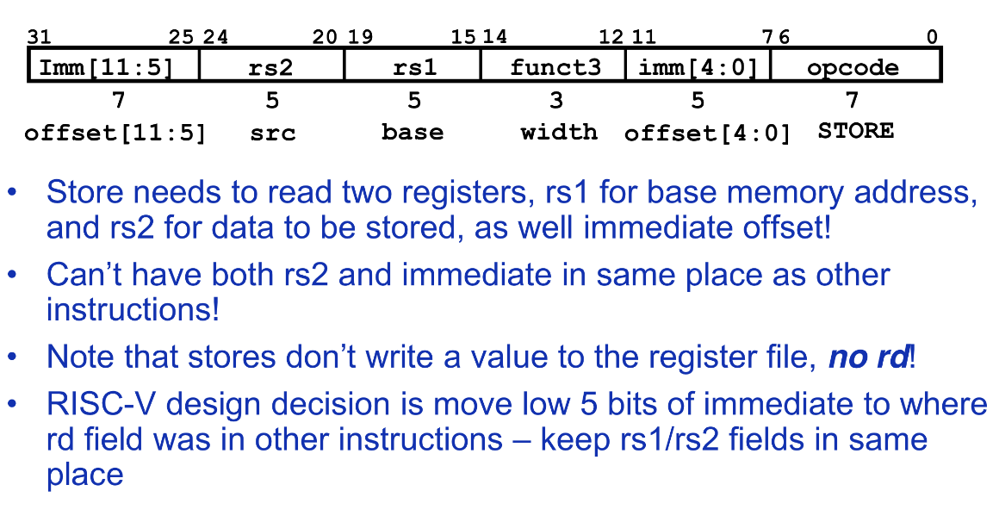 31 25 24 20 19 15 14 12 11 7 6 0
Imm[11:5] rs2 rs1 funct3 imm[4:0] opcode
7 5 5 3 5 7
offset[11:5] src base width offset[4:0] STORE
• Store needs to read two registers, rs1 for base memory address,
and rs2 for data to be stored, as well immediate offset!
• Can’t have both rs2 and immediate in same place as other
instructions!
• Note that stores don’t write a value to the register file, no rd!
• RISC-V design decision is move low 5 bits of immediate to where
rd field was in other instructions – keep rs1/rs2 fields in same
place